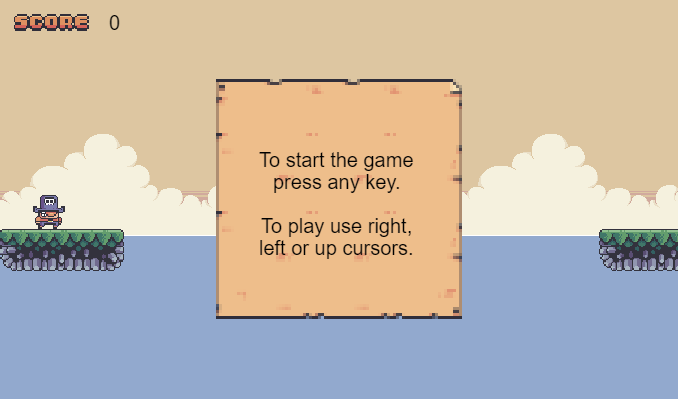 SCORE 0
To start the game
press any key.
To play use right,
left or up cursors.